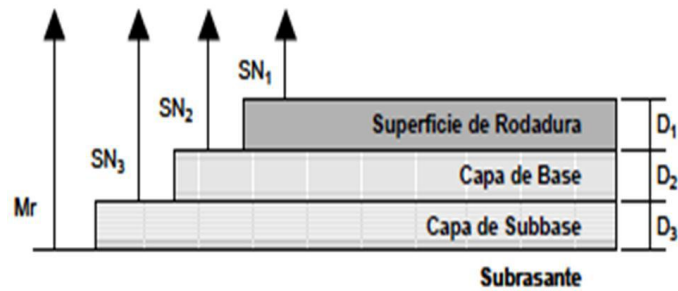 SN1
SN2
Superficie de Rodadura
D1
SN3
Capa de Base
D2
Mr
Capa de Subbase
D3
Subrasante